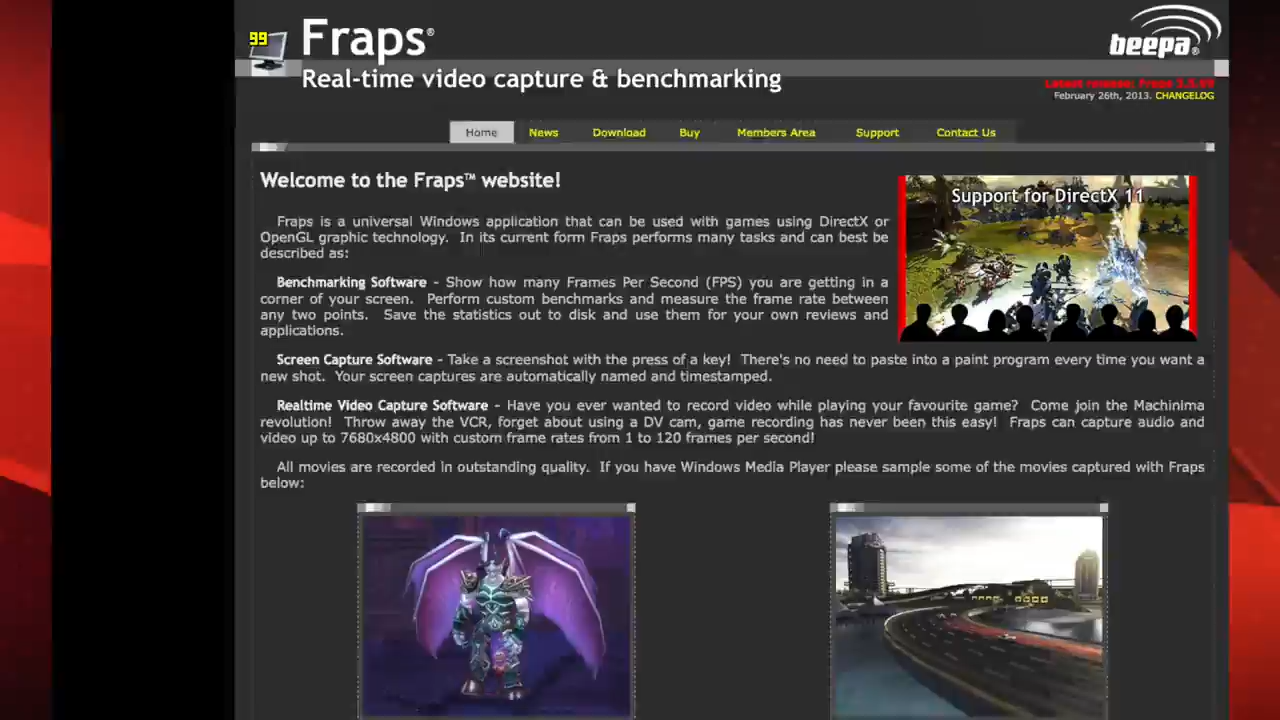 99
Fraps®
beepa®
Real-time video capture & benchmarking
Latest release: Fraps 3.5.99
February 26th, 2013. CHANGELOG
Home News Download Buy Members Area Support Contact Us
Welcome to the Fraps™ website!
Support for DirectX 11
Fraps is a universal Windows application that can be used with games using DirectX or
OpenGL graphic technology. In its current form Fraps performs many tasks and can best be
described as:
Benchmarking Software - Show how many Frames Per Second (FPS) you are getting in a
corner of your screen. Perform custom benchmarks and measure the frame rate between
any two points. Save the statistics out to disk and use them for your own reviews and
applications.
Screen Capture Software - Take a screenshot with the press of a key! There's no need to paste into a paint program every time you want a
new shot. Your screen captures are automatically named and timestamped.
Realtime Video Capture Software - Have you ever wanted to record video while playing your favourite game? Come join the Machinima
revolution! Throw away the VCR, forget about using a DV cam, game recording has never been this easy! Fraps can capture audio and
video up to 7680x4800 with custom frame rates from 1 to 120 frames per second!
All movies are recorded in outstanding quality. If you have Windows Media Player please sample some of the movies captured with Fraps
below: